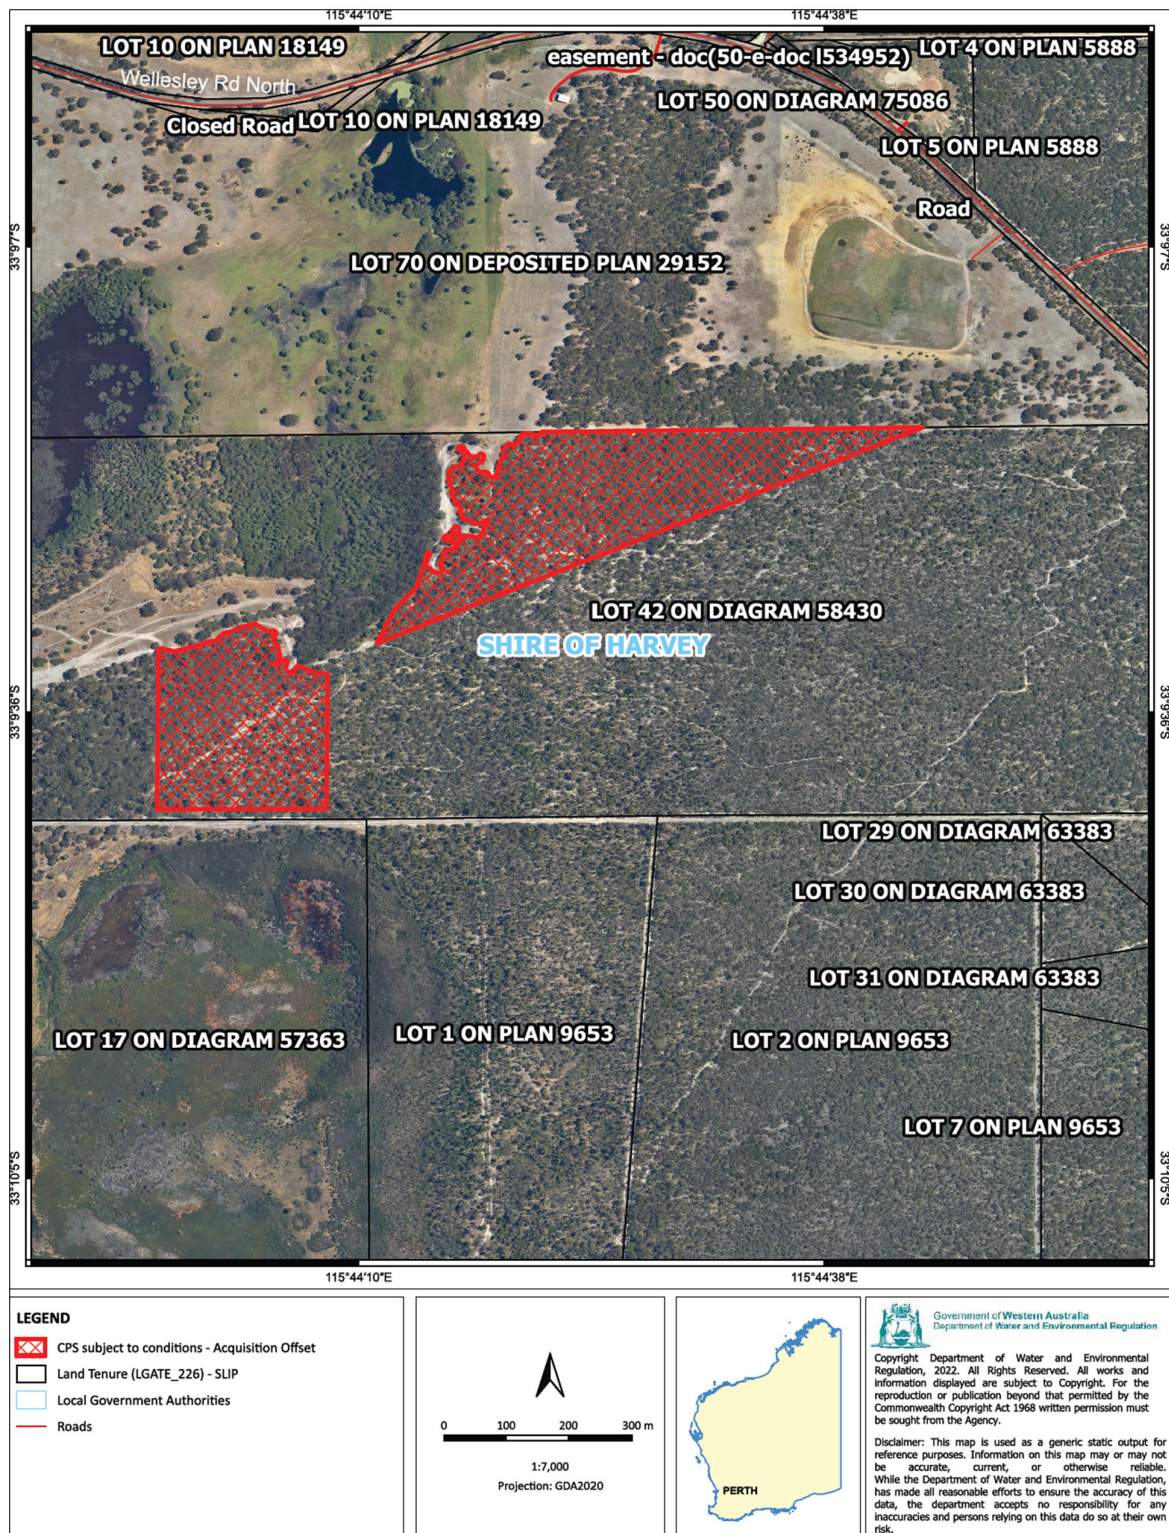 115°44'10"E
115°44'38"E
LOT 10 ON PLAN 18149
easement - doc(50-e-doc I534952)
LOT 4 ON PLAN 5888
Wellesley Rd North
LOT 50 ON DIAGRAM 75086
Closed Road
LOT 10 ON PLAN 18149
LOT 5 ON PLAN 5888
Road
33°9'7"S
33°9'7"S
LOT 70 ON DEPOSITED PLAN 29152
LOT 42 ON DIAGRAM 58430
SHIRE OF HARVEY
33°9'36"S
33°9'36"S
LOT 29 ON DIAGRAM 63383
LOT 30 ON DIAGRAM 63383
LOT 31 ON DIAGRAM 63383
LOT 17 ON DIAGRAM 57363
LOT 1 ON PLAN 9653
LOT 2 ON PLAN 9653
LOT 7 ON PLAN 9653
33°10'5"S
33°10'5"S
115°44'10"E
115°44'38"E
LEGEND
CPS subject to conditions - Acquisition Offset
Land Tenure (LGATE_226) - SLIP
Local Government Authorities
Roads
0 100 200 300 m
1:7,000
Projection: GDA2020
PERTH
Government of Western Australia
Department of Water and Environmental Regulation
Copyright Department of Water and Environmental
Regulation, 2022. All Rights Reserved. All works and
information displayed are subject to Copyright. For the
reproduction or publication beyond that permitted by the
Commonwealth Copyright Act 1968 written permission must
be sought from the Agency.
Disclaimer: This map is used as a generic static output for
reference purposes. Information on this map may or may not
be accurate, current, or otherwise reliable.
While the Department of Water and Environmental Regulation,
has made all reasonable efforts to ensure the accuracy of this
data, the department accepts no responsibility for any
inaccuracies and persons relying on this data do so at their own
risk.